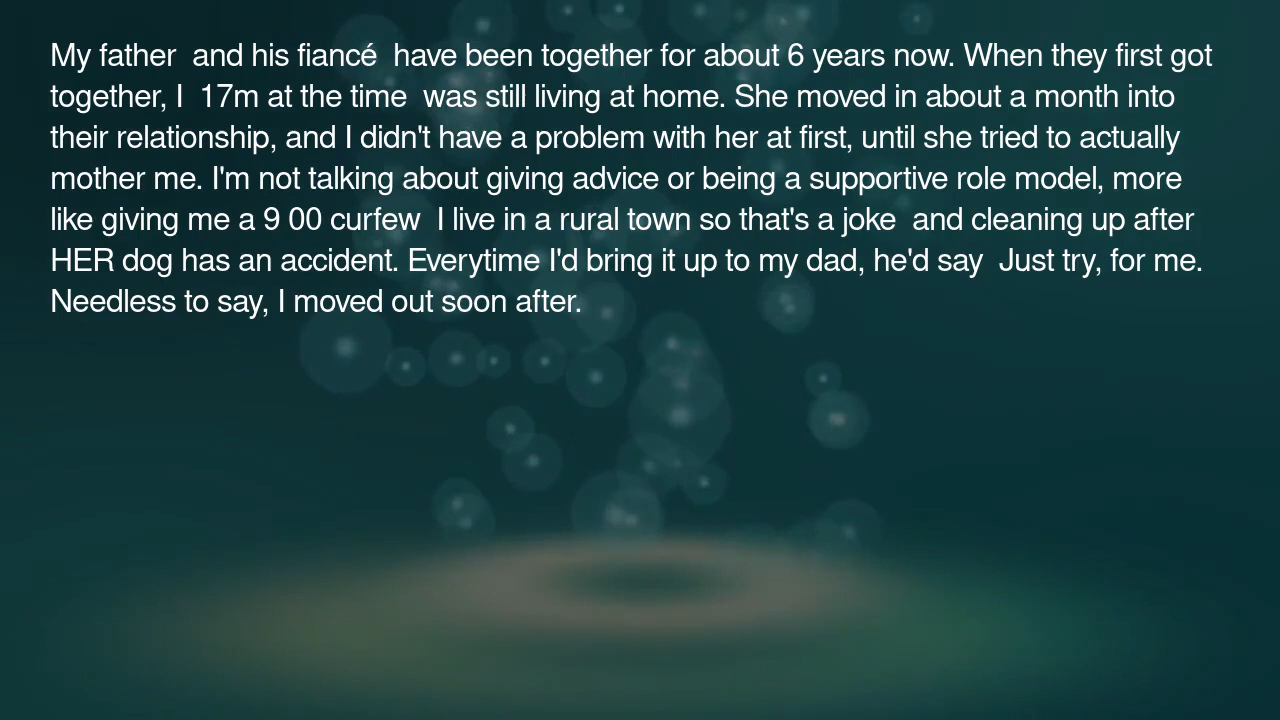 My father  and his fiancé  have been together for about 6 years now. When they first got
together, I  17m at the time  was still living at home. She moved in about a month into
their relationship, and I didn't have a problem with her at first, until she tried to actually
mother me. I'm not talking about giving advice or being a supportive role model, more
like giving me a 9 00 curfew  I live in a rural town so that's a joke  and cleaning up after
HER dog has an accident. Everytime I'd bring it up to my dad, he'd say  Just try, for me.
Needless to say, I moved out soon after.